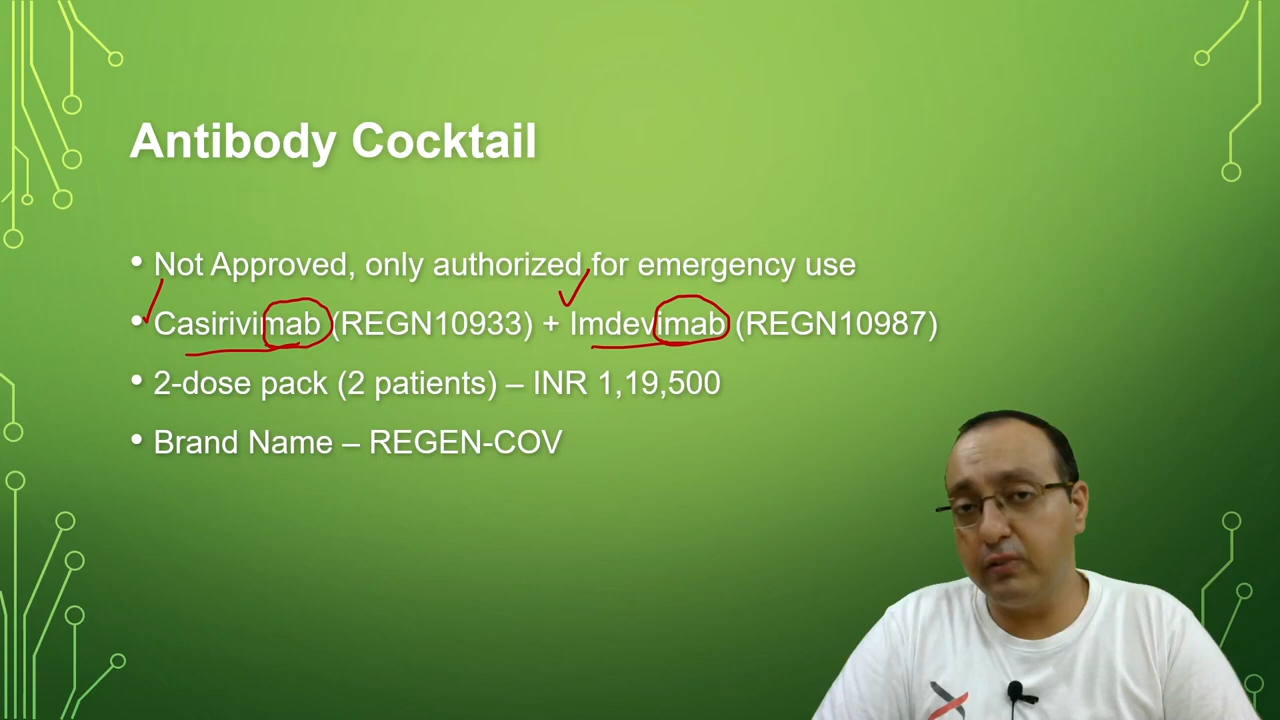 Antibody Cocktail
• Not Approved, only authorized for emergency use
• Casirivimab (REGN10933) + Imdevimab (REGN10987)
• 2-dose pack (2 patients) – INR 1,19,500
• Brand Name – REGEN-COV